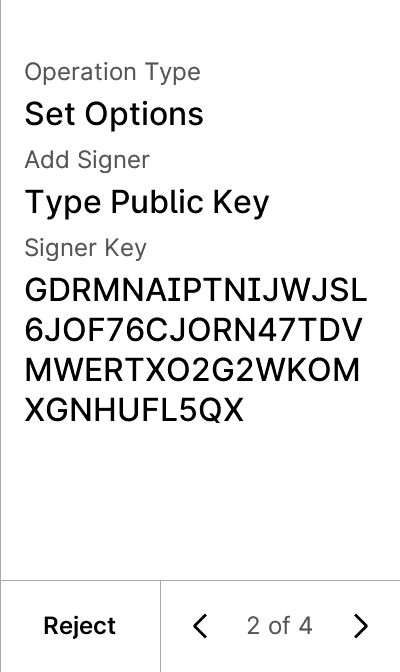 Operation Type
Set Options
Add Signer
Type Public Key
Signer Key
GDRMNAIPTNIJWJSL
6JOF76CJORN47TDV
MWERTXO2G2WKOM
XGNHUFL5QX
Reject
2 of 4